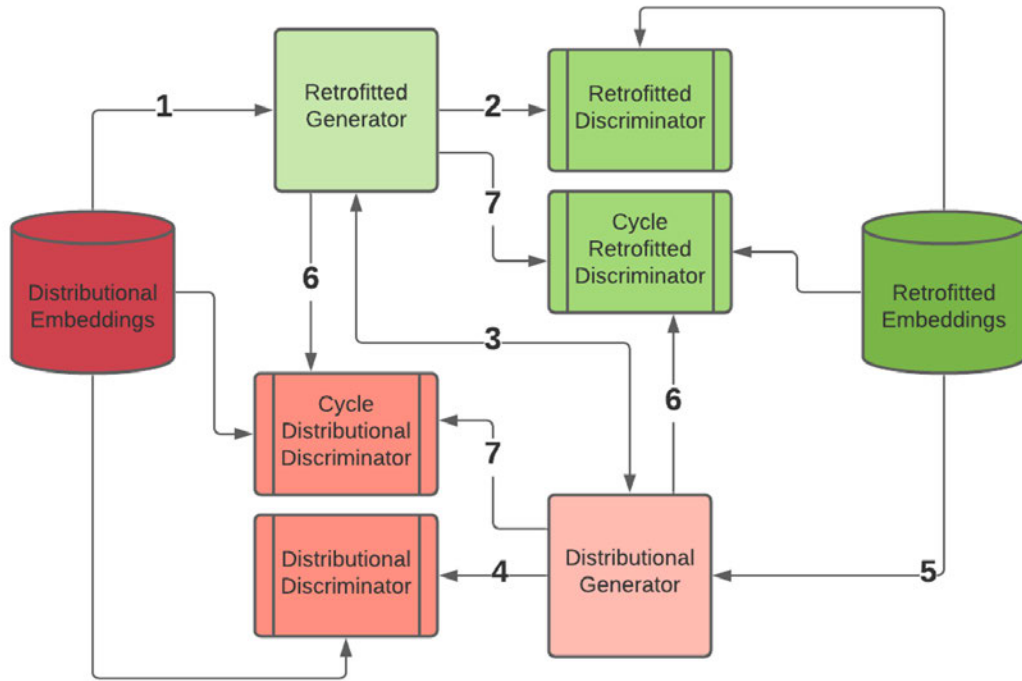 1
Retrofitted
Generator
2
Retrofitted
Discriminator
7
Cycle
Retrofitted
Discriminator
6
Distributional
Embeddings
Retrofitted
Embeddings
3
6
Cycle
Distributional
Discriminator
7
Distributional
Discriminator
4
Distributional
Generator
5